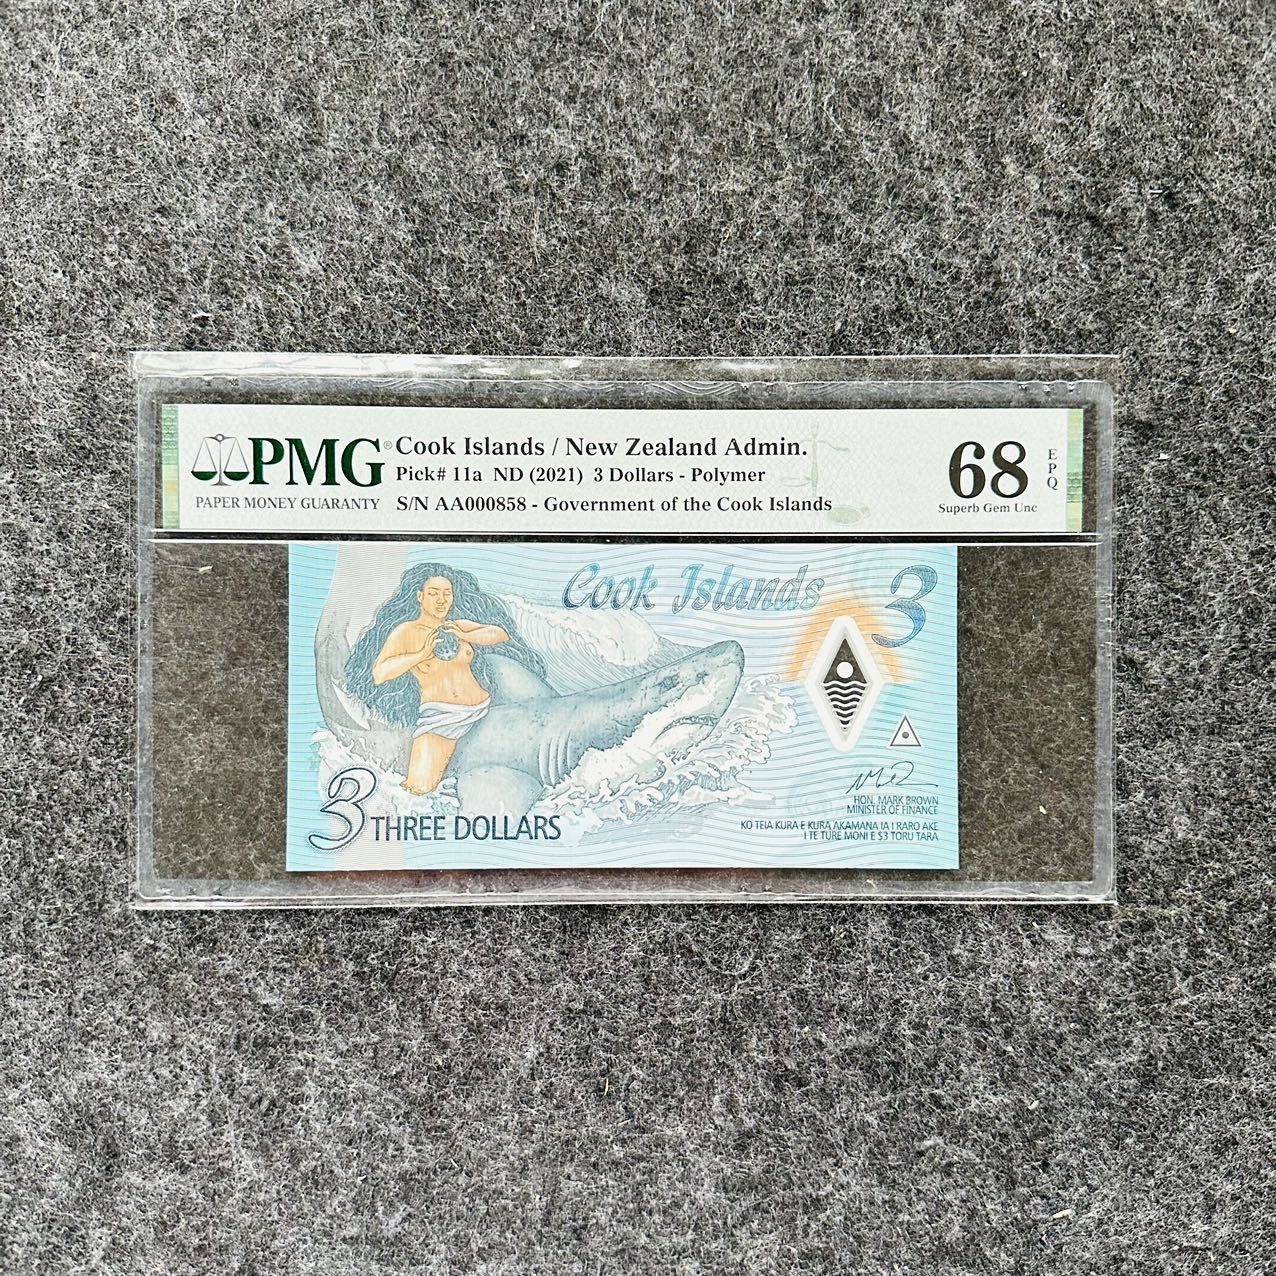 PMG®
PAPER MONEY GUARANTY
Cook Islands / New Zealand Admin.
Pick# 11a ND (2021) 3 Dollars - Polymer
S/N AA000858 - Government of the Cook Islands
68
EPQ
Superb Gem Unc
Cook Islands
3
3
THREE DOLLARS
HON. MARK BROWN
MINISTER OF FINANCE
KO TEIA KURA E KURA AKAMANA IA I RARO AKE
I TE TURE MONI E $3 TORU TARA